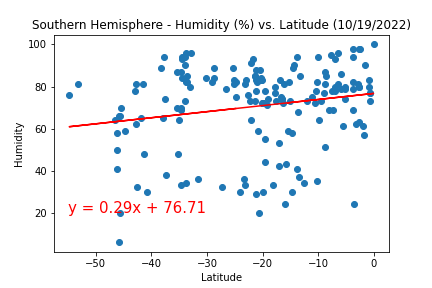 Southern Hemisphere - Humidity (%) vs. Latitude (10/19/2022)
100
80
60
40
20
Humidity
y = 0.29x + 76.71
−50
−40
−30
−20
−10
0
Latitude